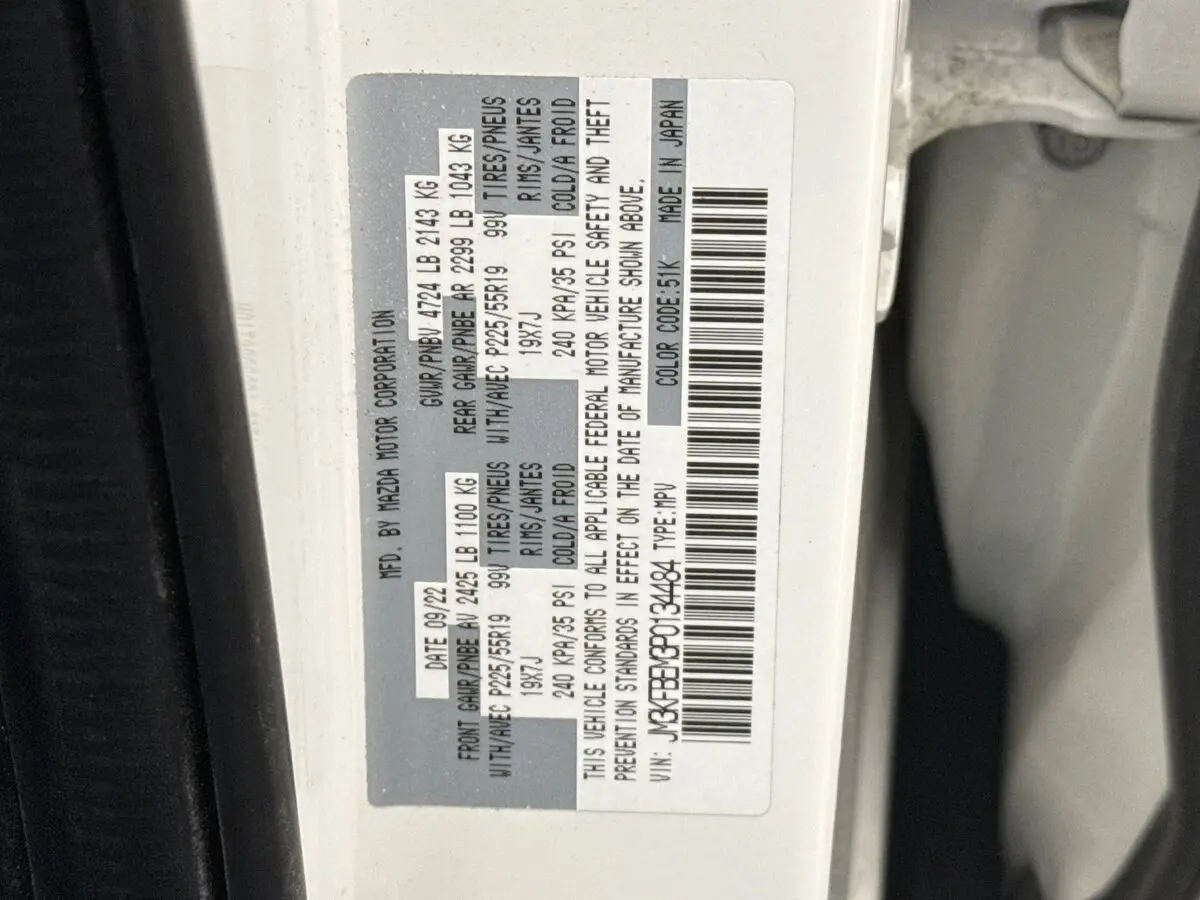 MFD. BY MAZDA MOTOR CORPORATION
DATE 09/22 GVWR/PNBV 4724 LB 2143 KG
FRONT GAWR/PNBE AV 2425 LB 1100 KG REAR GAWR/PNBE AR 2299 LB 1043 KG
WITH/AVEC P225/55R19 99V TIRES/PNEUS WITH/AVEC P225/55R19 99V TIRES/PNEUS
19X7J RIMS/JANTES 19X7J RIMS/JANTES
240 KPA/35 PSI COLD/A FROID 240 KPA/35 PSI COLD/A FROID
THIS VEHICLE CONFORMS TO ALL APPLICABLE FEDERAL MOTOR VEHICLE SAFETY AND THEFT
PREVENTION STANDARDS IN EFFECT ON THE DATE OF MANUFACTURE SHOWN ABOVE.
VIN: JM3KFBEM3P0134484 TYPE:MPV COLOR CODE:51K MADE IN JAPAN